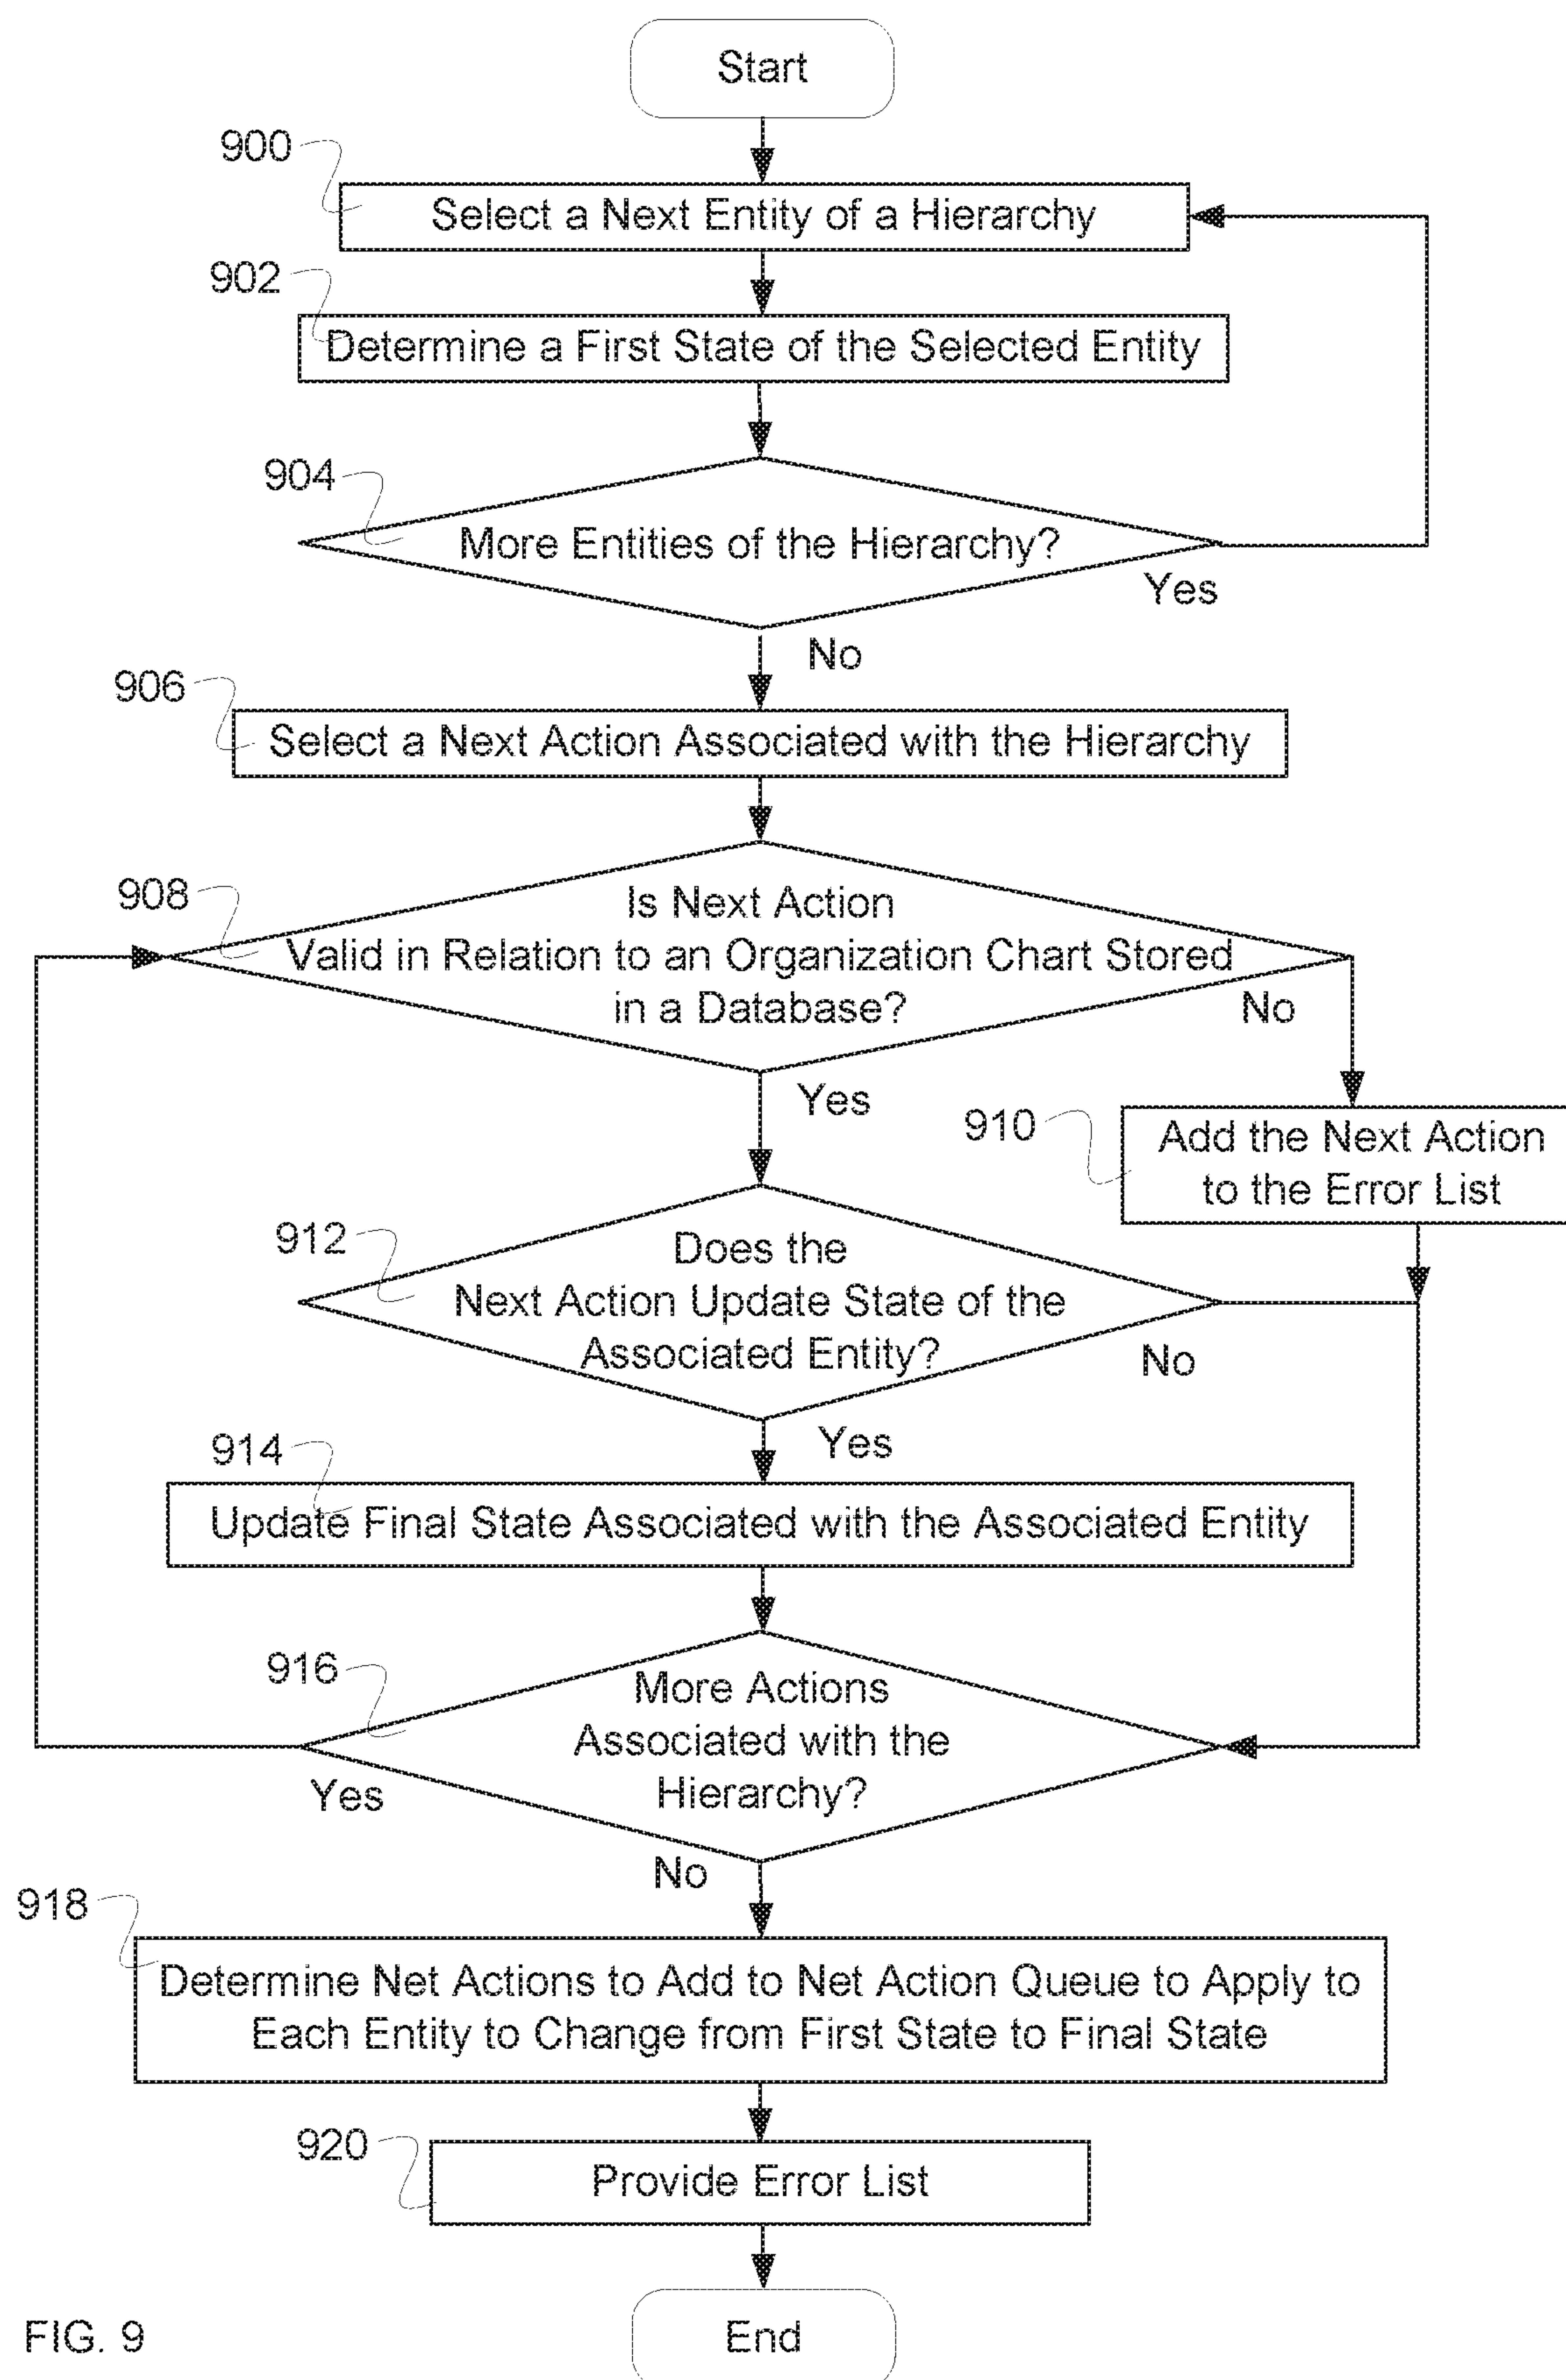 Start
900
Select a Next Entity of a Hierarchy
902
Determine a First State of the Selected Entity
904
More Entities of the Hierarchy?
Yes
No
906
Select a Next Action Associated with the Hierarchy
908
Is Next Action
Valid in Relation to an Organization Chart Stored
in a Database?
No
Yes
910
Add the Next Action
to the Error List
912
Does the
Next Action Update State of the
Associated Entity?
No
Yes
914
Update Final State Associated with the Associated Entity
916
More Actions
Associated with the
Hierarchy?
Yes
No
918
Determine Net Actions to Add to Net Action Queue to Apply to
Each Entity to Change from First State to Final State
920
Provide Error List
End
FIG. 9